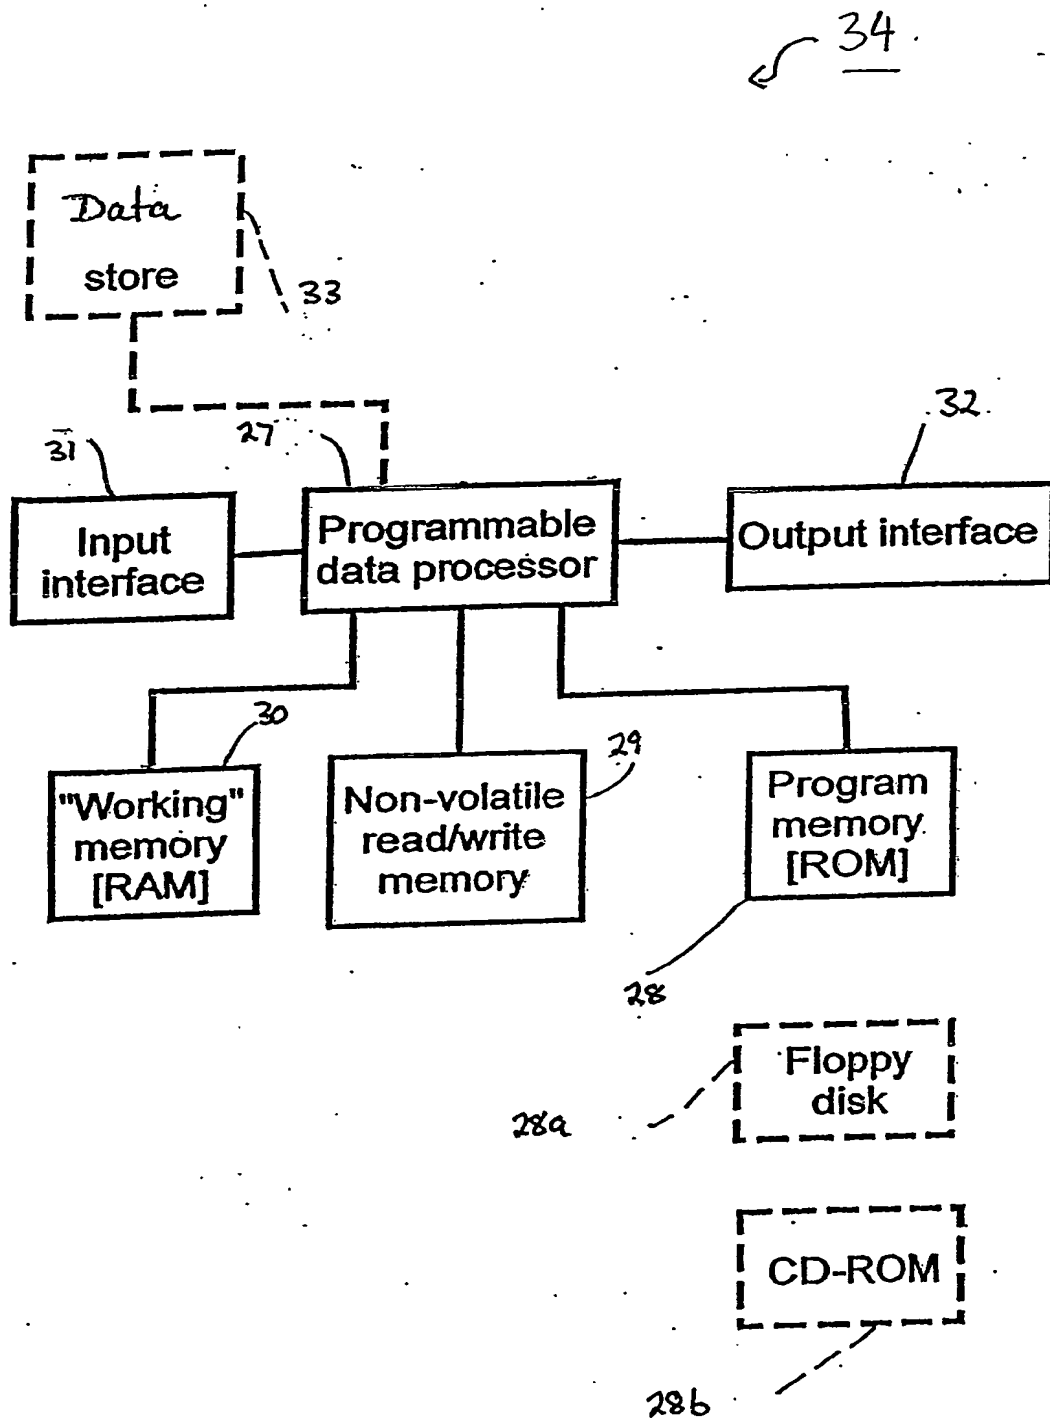 34
Data
store
33
31
27
32
Input
interface
Programmable
data processor
Output interface
30
29
"Working"
memory
[RAM]
Non-volatile
read/write
memory
Program
memory
[ROM]
28
Floppy
disk
28a
CD-ROM
28b